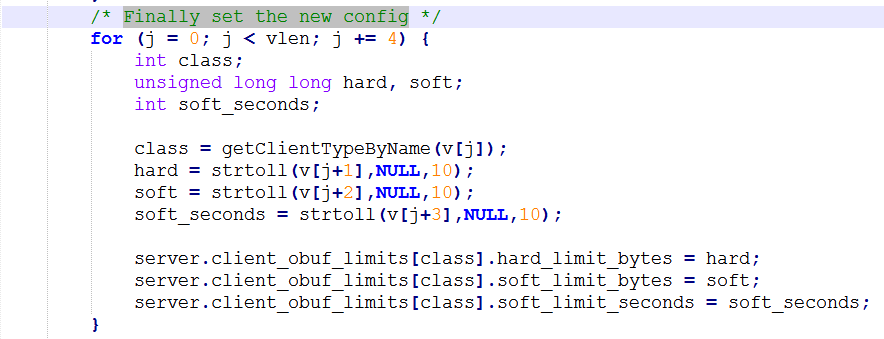 /* Finally set the new config */
for (j = 0; j < vlen; j += 4) {
int class;
unsigned long long hard, soft;
int soft_seconds;
class = getClientTypeByName(v[j]);
hard = strtoll(v[j+1],NULL,10);
soft = strtoll(v[j+2],NULL,10);
soft_seconds = strtoll(v[j+3],NULL,10);
server.client_obuf_limits[class].hard_limit_bytes = hard;
server.client_obuf_limits[class].soft_limit_bytes = soft;
server.client_obuf_limits[class].soft_limit_seconds = soft_seconds;
}